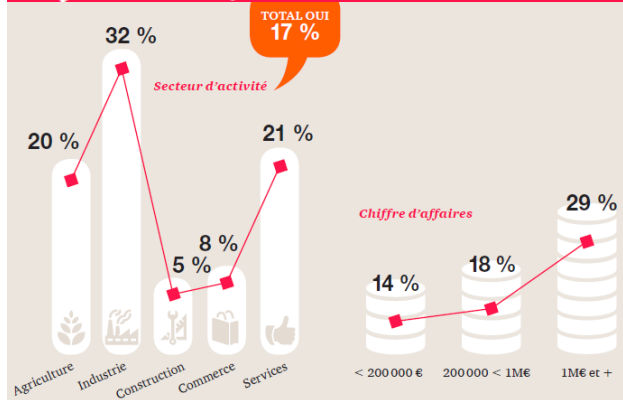 TOTAL OUI
17 %
32 %
Secteur d'activité
20 %
21 %
8 %
5 %
Agriculture
Industrie
Construction
Commerce
Services
Chiffre d'affaires
29 %
18 %
14 %
< 200 000 €
200 000 < 1M€
1M€ et +